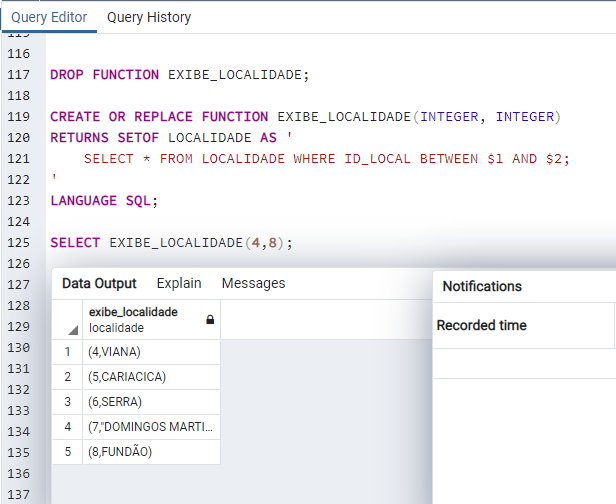 Query Editor Query History
116
117 DROP FUNCTION EXIBE_LOCALIDADE;
118
119 CREATE OR REPLACE FUNCTION EXIBE_LOCALIDADE(INTEGER, INTEGER)
120 RETURNS SETOF LOCALIDADE AS '
121 SELECT * FROM LOCALIDADE WHERE ID_LOCAL BETWEEN $1 AND $2;
122 '
123 LANGUAGE SQL;
124
125 SELECT EXIBE_LOCALIDADE(4,8);
126
127
128
129
130
131
132
133
134
135
136
137
Data Output Explain Messages
exibe_localidade
localidade
1 (4,VIANA)
2 (5,CARIACICA)
3 (6,SERRA)
4 (7,"DOMINGOS MARTI...
5 (8,FUNDÃO)
Notifications
Recorded time